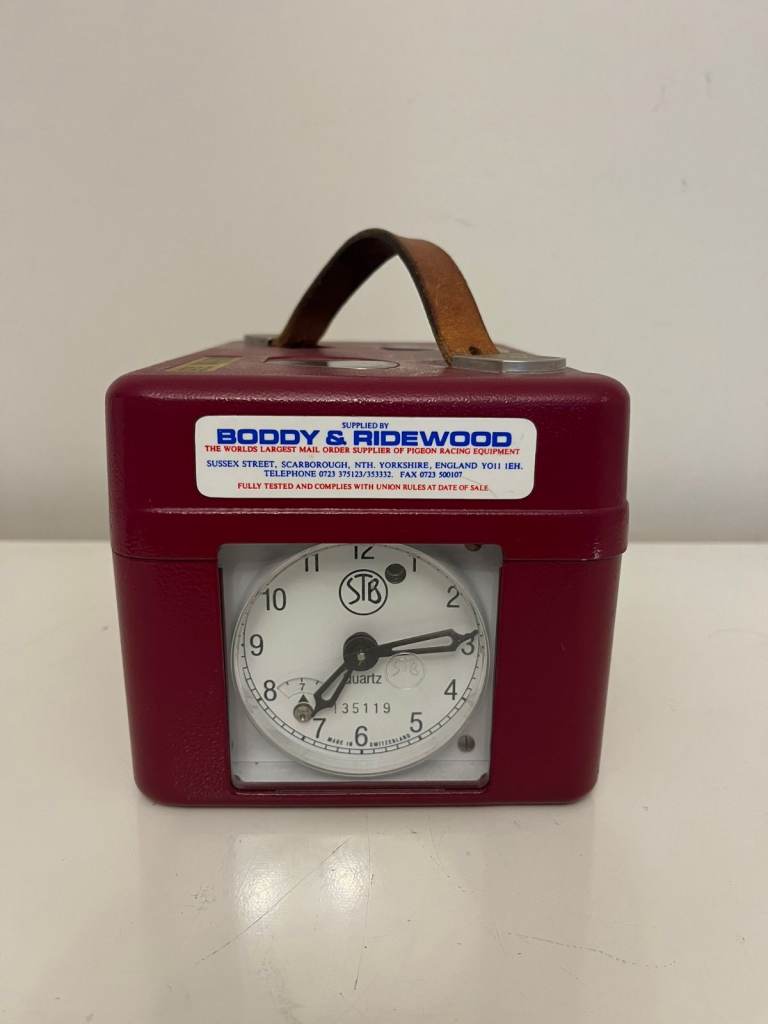 SUPPLIED BY
BODDY & RIDEWOOD
THE WORLDS LARGEST MAIL ORDER SUPPLIER OF PIGEON RACING EQUIPMENT
SUSSEX STREET, SCARBOROUGH, NTH. YORKSHIRE, ENGLAND YO11 1EH.
TELEPHONE 0723 375123/353332. FAX 0723 500107
FULLY TESTED AND COMPLIES WITH UNION RULES AT DATE OF SALE
12
11
1
STB
10
2
9
3
STB
uartz
8
7
4
135119
7
5
6
MADE IN SWITZERLAND